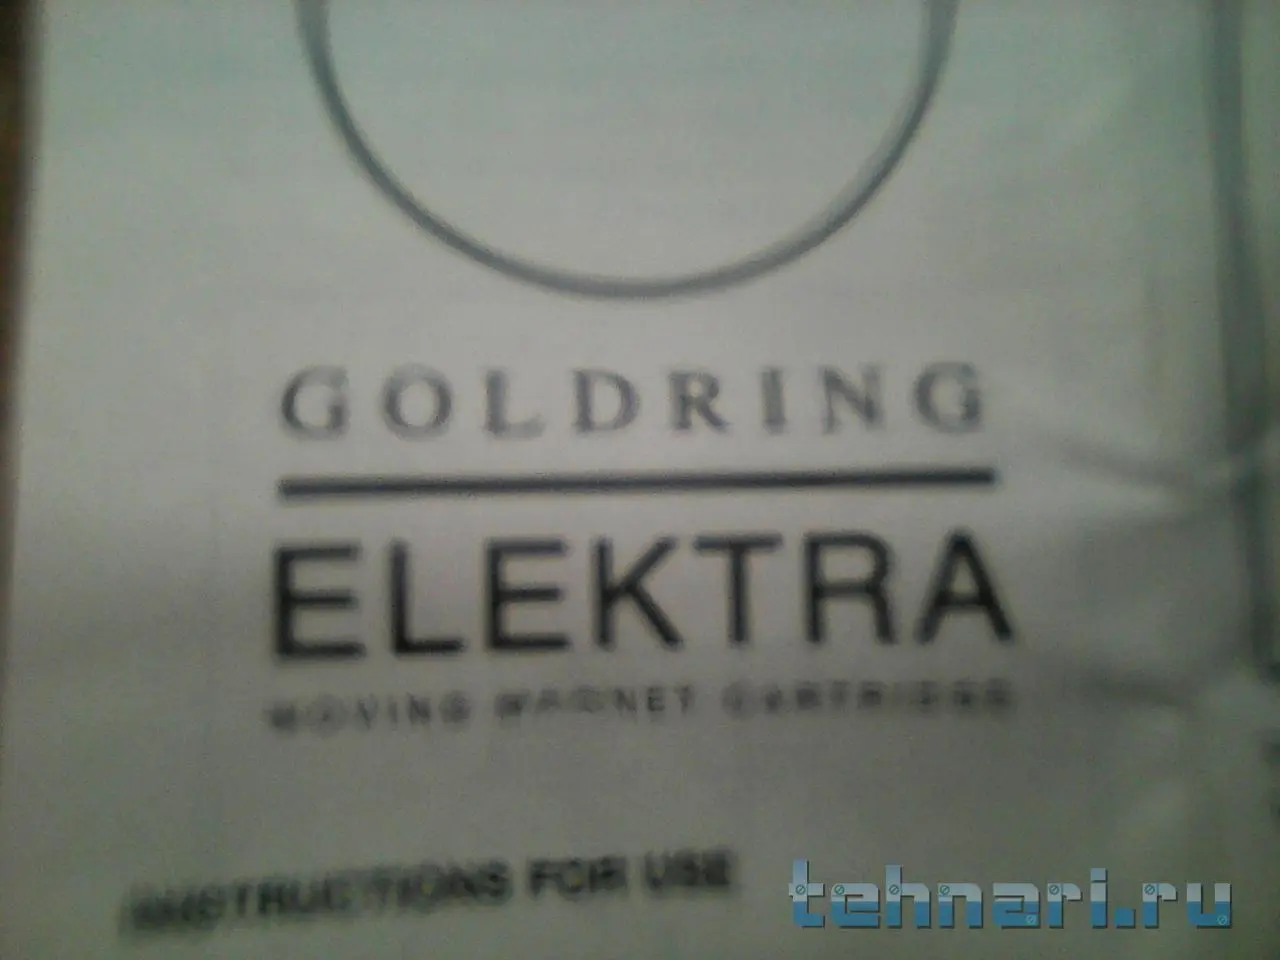 GOLDRING
ELEKTRA
MOVING MAGNET CARTRIDGE
INSTRUCTIONS FOR USE
tehnari.ru